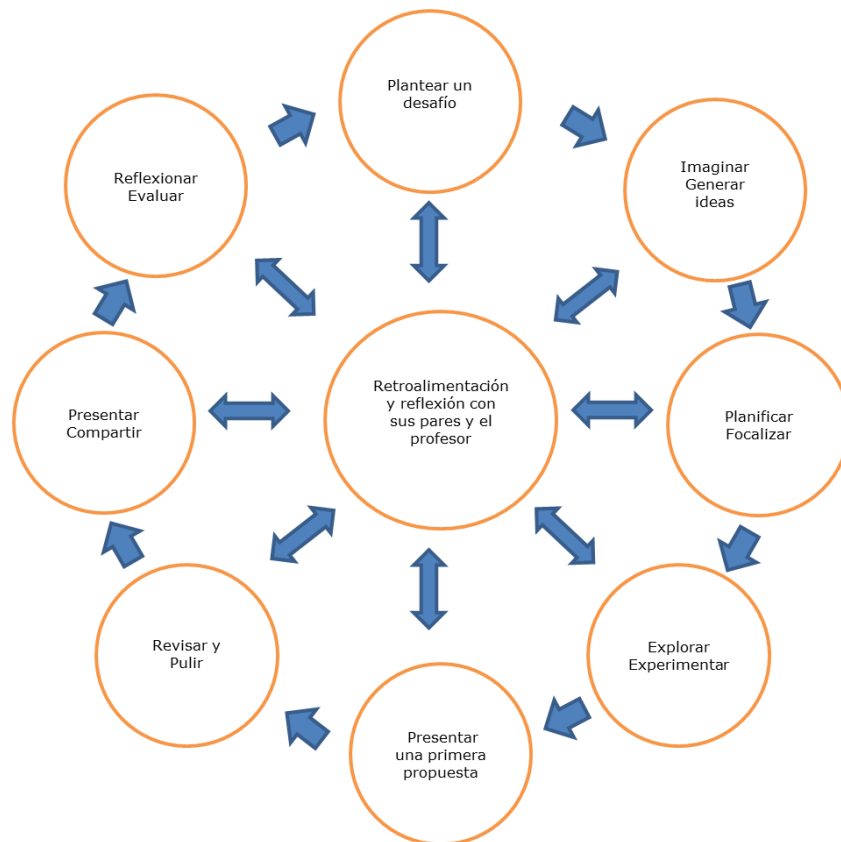 Plantear un
desafío
Imaginar
Generar
ideas
Planificar
Focalizar
Explorar
Experimentar
Presentar
una primera
propuesta
Revisar y
Pulir
Presentar
Compartir
Reflexionar
Evaluar
Retroalimentación
y reflexión con
sus pares y el
profesor